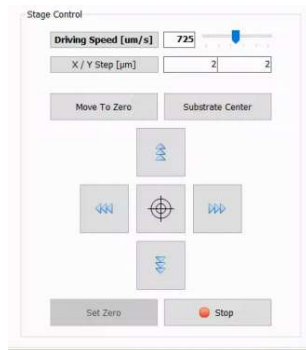 Stage Control
Driving Speed [um/s] 725
X / Y Step [µm] 2 2
Move To Zero Substrate Center
Set Zero Stop